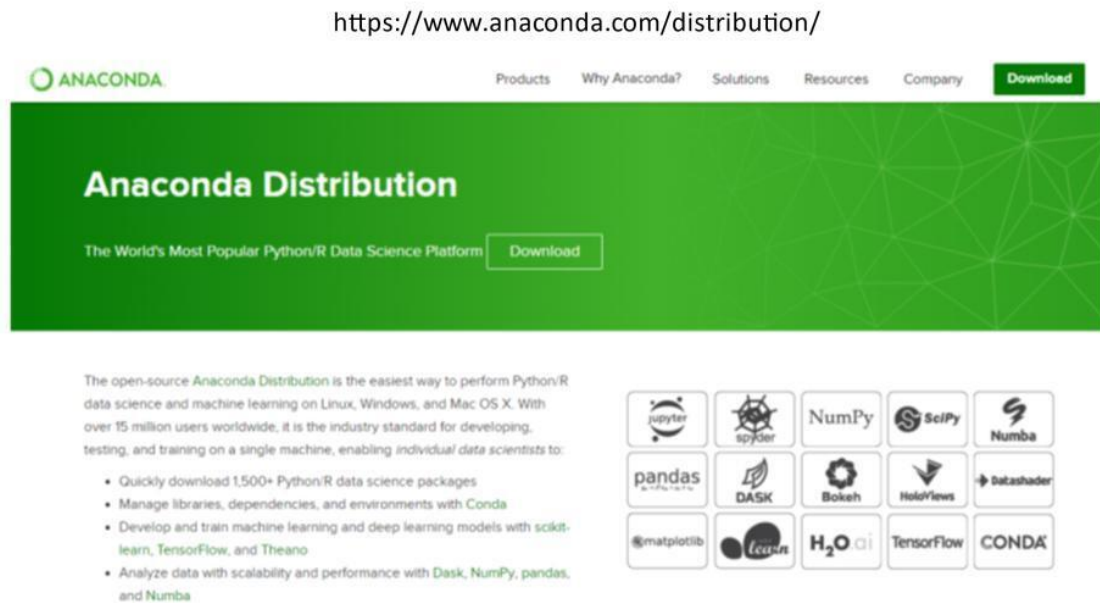 https://www.anaconda.com/distribution/
ANACONDA.
Products Why Anaconda? Solutions Resources Company Download
Anaconda Distribution
The World's Most Popular Python/R Data Science Platform Download
The open-source Anaconda Distribution is the easiest way to perform Python/R
data science and machine learning on Linux, Windows, and Mac OS X. With
over 15 million users worldwide, it is the industry standard for developing,
testing, and training on a single machine, enabling individual data scientists to:
• Quickly download 1,500+ Python/R data science packages
• Manage libraries, dependencies, and environments with Conda
• Develop and train machine learning and deep learning models with scikit-
learn, TensorFlow, and Theano
• Analyze data with scalability and performance with Dask, NumPy, pandas,
and Numba
jupyter spyder NumPy SciPy Numba
pandas DASK Bokeh HoloViews Datashader
matplotlib learn H2O.ai TensorFlow CONDA